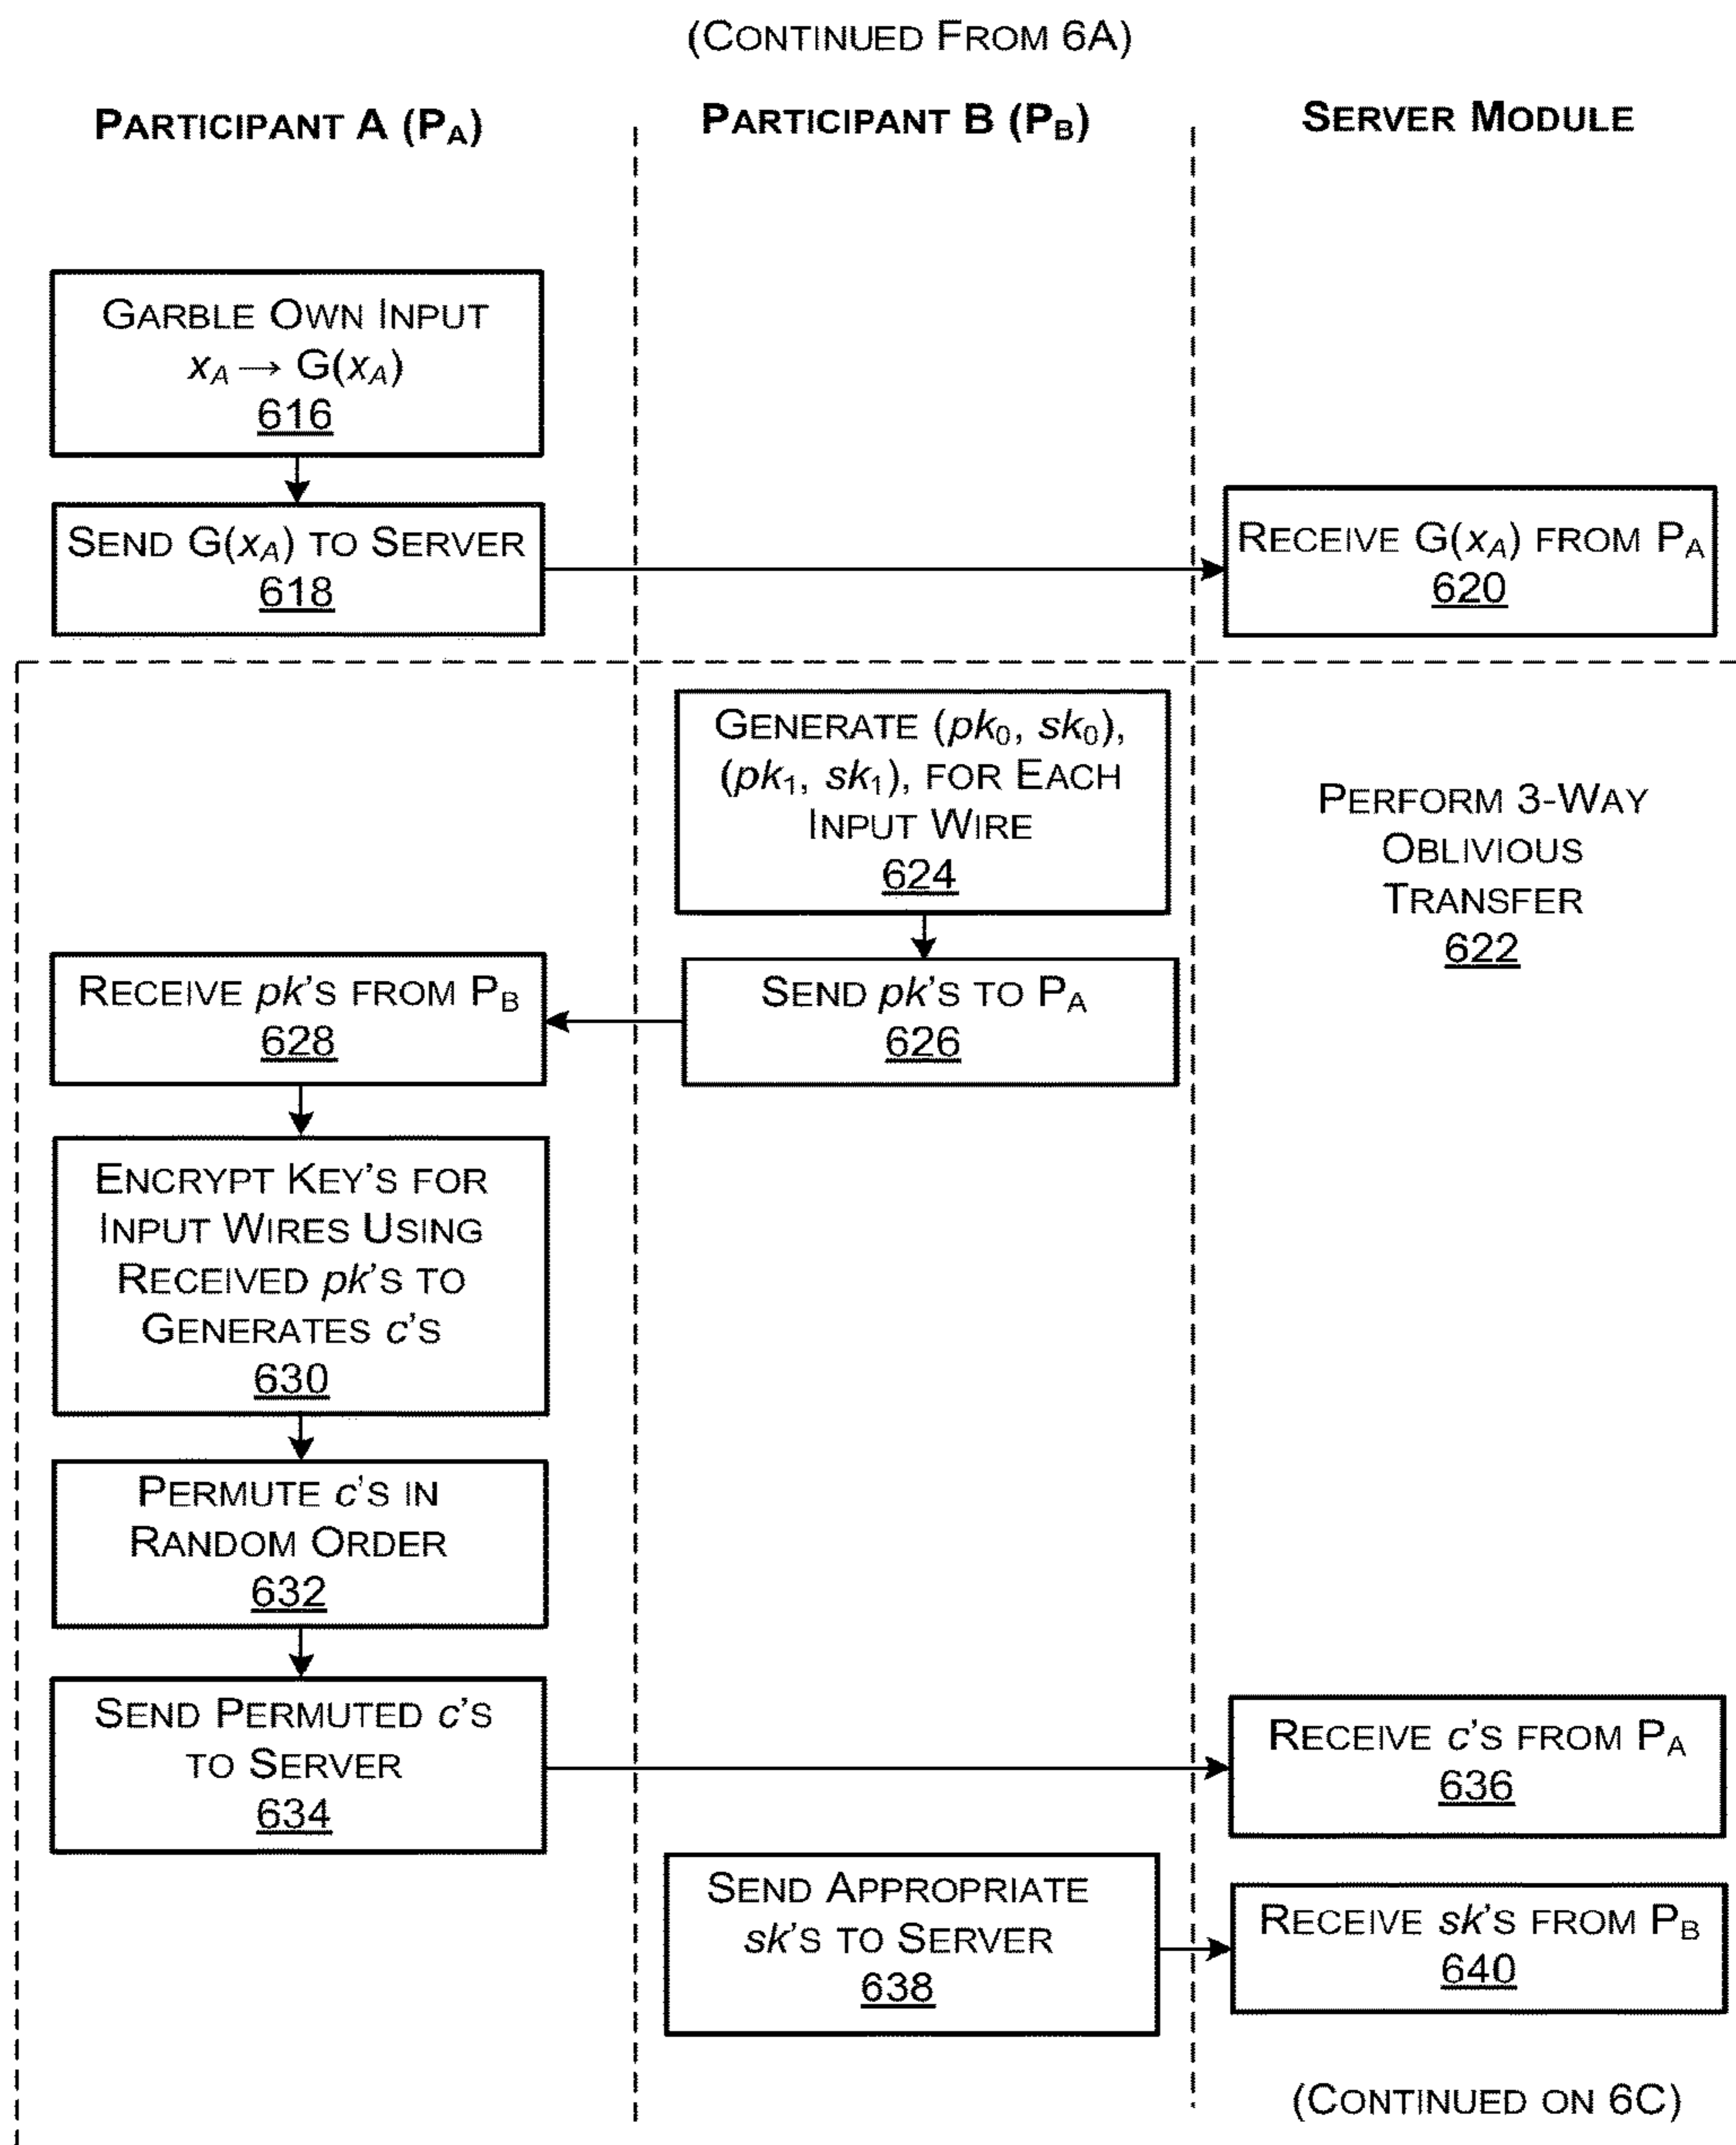 (CONTINUED FROM 6A)
PARTICIPANT A (PA)
PARTICIPANT B (PB)
SERVER MODULE
GARBLE OWN INPUT
xA → G(xA)
616
SEND G(xA) TO SERVER
618
RECEIVE G(xA) FROM PA
620
GENERATE (pk0, sk0),
(pk1, sk1), FOR EACH
INPUT WIRE
624
PERFORM 3-WAY
OBLIVIOUS
TRANSFER
622
SEND pk'S TO PA
626
RECEIVE pk'S FROM PB
628
ENCRYPT KEY'S FOR
INPUT WIRES USING
RECEIVED pk'S TO
GENERATES c'S
630
PERMUTE c'S IN
RANDOM ORDER
632
SEND PERMUTED c'S
TO SERVER
634
RECEIVE c'S FROM PA
636
SEND APPROPRIATE
sk'S TO SERVER
638
RECEIVE sk'S FROM PB
640
(CONTINUED ON 6C)